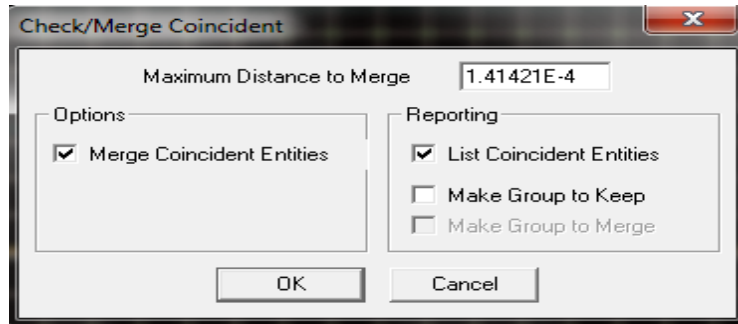 Check/Merge Coincident
Maximum Distance to Merge 1.41421E-4
Options
Merge Coincident Entities
Reporting
List Coincident Entities
Make Group to Keep
Make Group to Merge
OK Cancel